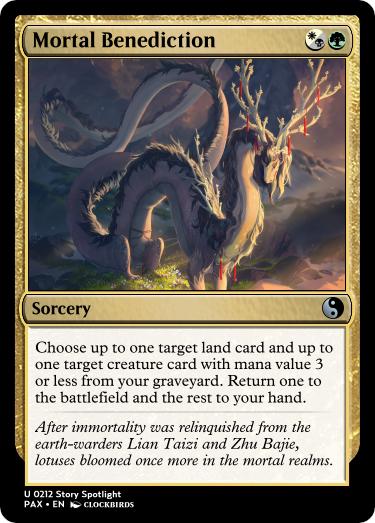 Mortal Benediction
Sorcery
Choose up to one target land card and up to
one target creature card with mana value 3
or less from your graveyard. Return one to
the battlefield and the rest to your hand.
After immortality was relinquished from the
earth-warders Lian Taizi and Zhu Bajie,
lotuses bloomed once more in the mortal realms.
U 0212 Story Spotlight
PAX • EN CLOCKBIRDS